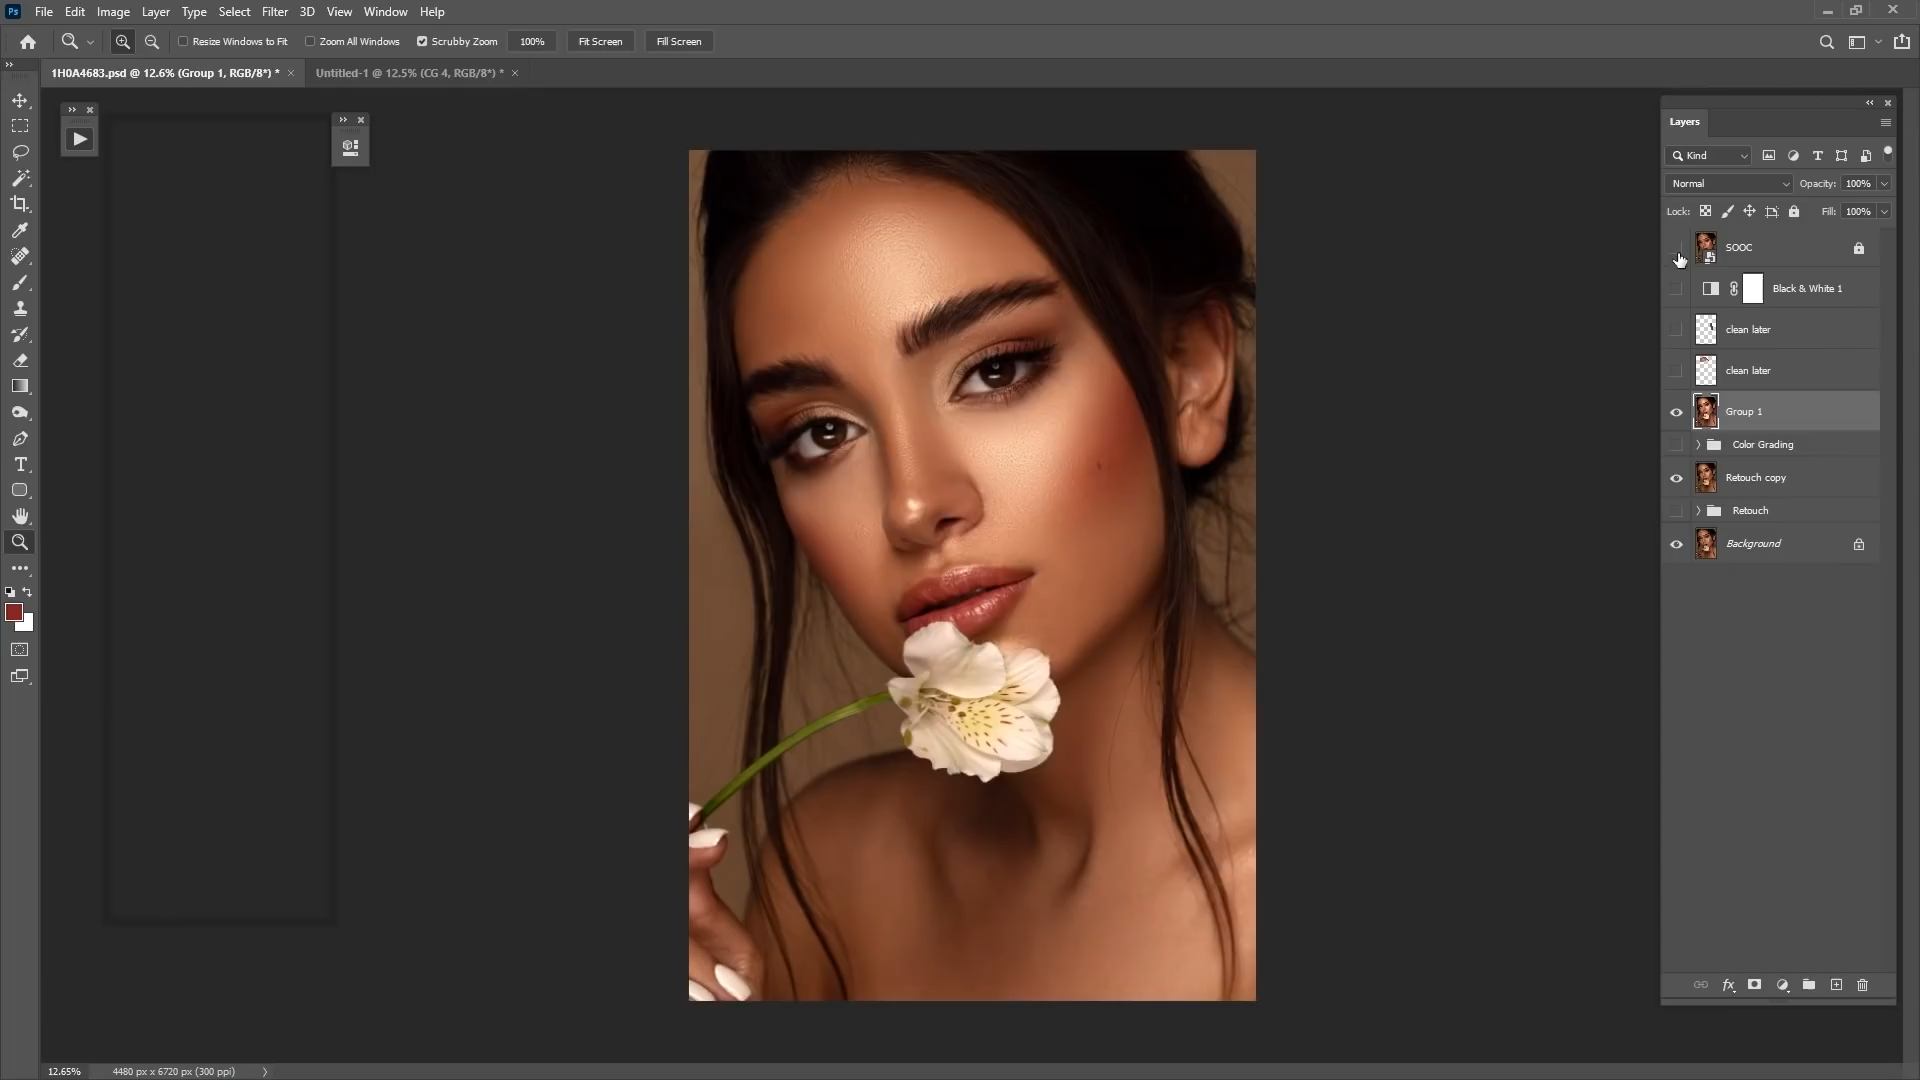 Ps File Edit Image Layer Type Select Filter 3D View Window Help
Resize Windows to Fit Zoom All Windows Scrubby Zoom 100% Fit Screen Fill Screen
1H0A4683.psd @ 12.6% (Group 1, RGB/8*) * Untitled-1 @ 12.5% (CG 4, RGB/8*) *
Layers
Kind
Normal Opacity: 100%
Lock: Fill: 100%
SOOC
Black & White 1
clean later
clean later
Group 1
Color Grading
Retouch copy
Retouch
Background
fx
12.65% 4480 px x 6720 px (300 ppi)